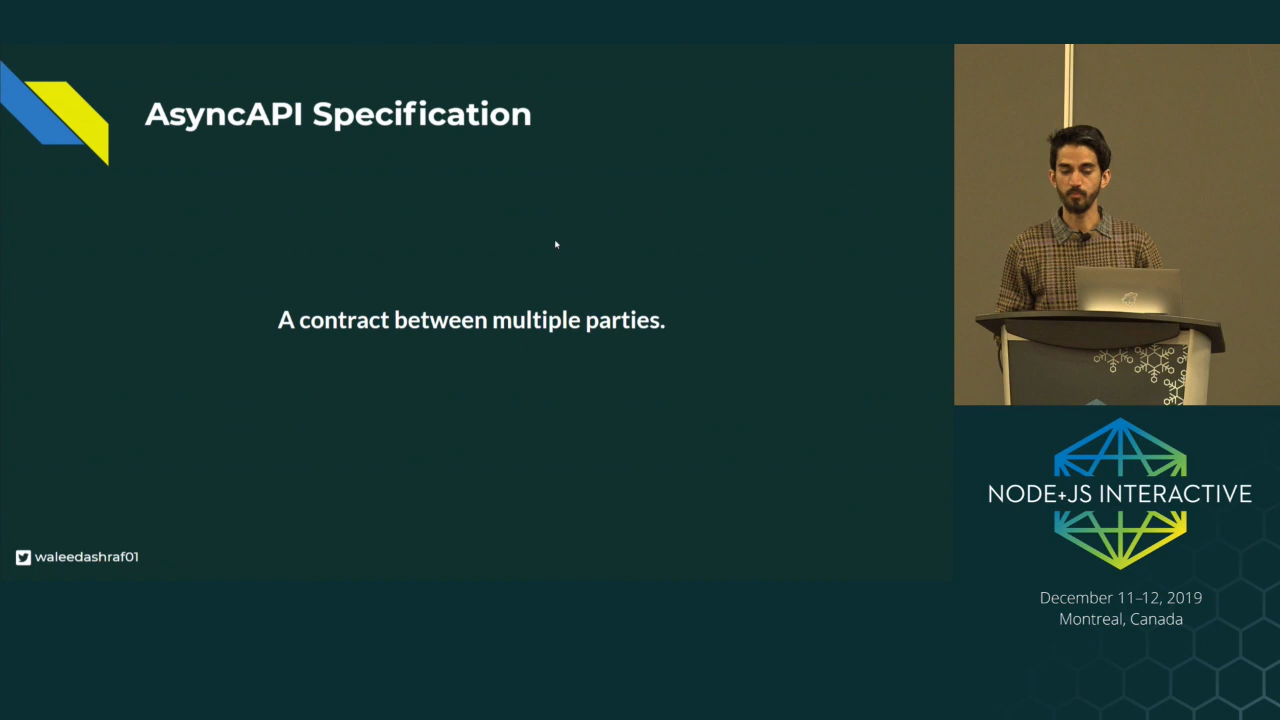 AsyncAPI Specification
A contract between multiple parties.
waleedashraf01
NODE+JS INTERACTIVE
December 11–12, 2019
Montreal, Canada